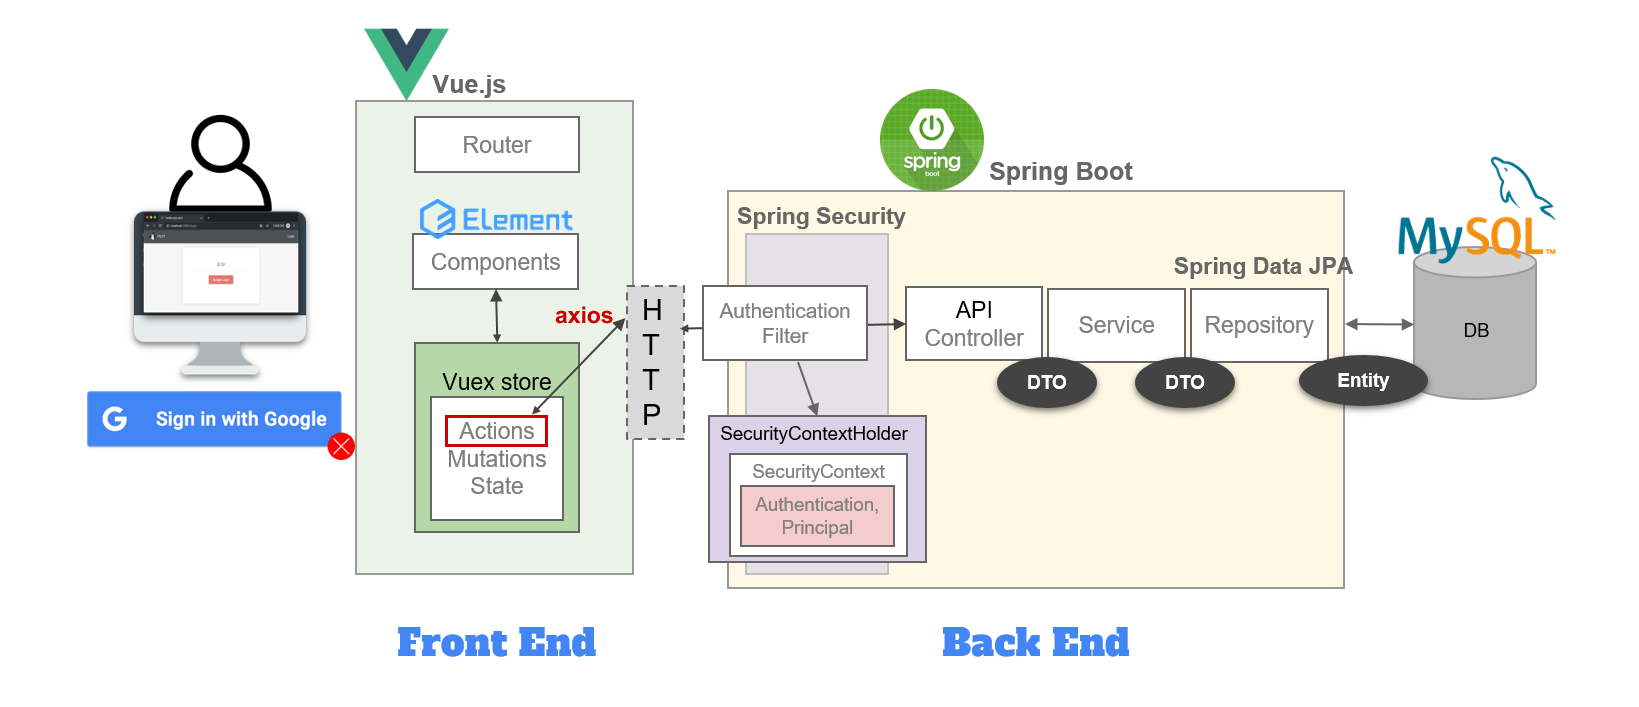 Vue.js
Router
Element
Components
axios
Vuex store
Actions
Mutations
State
Sign in with Google
H
T
T
P
spring
boot
Spring Boot
Spring Security
Authentication
Filter
API
Controller
Service
Spring Data JPA
Repository
DTO
DTO
Entity
SecurityContextHolder
SecurityContext
Authentication,
Principal
MySQL™
DB
Front End
Back End